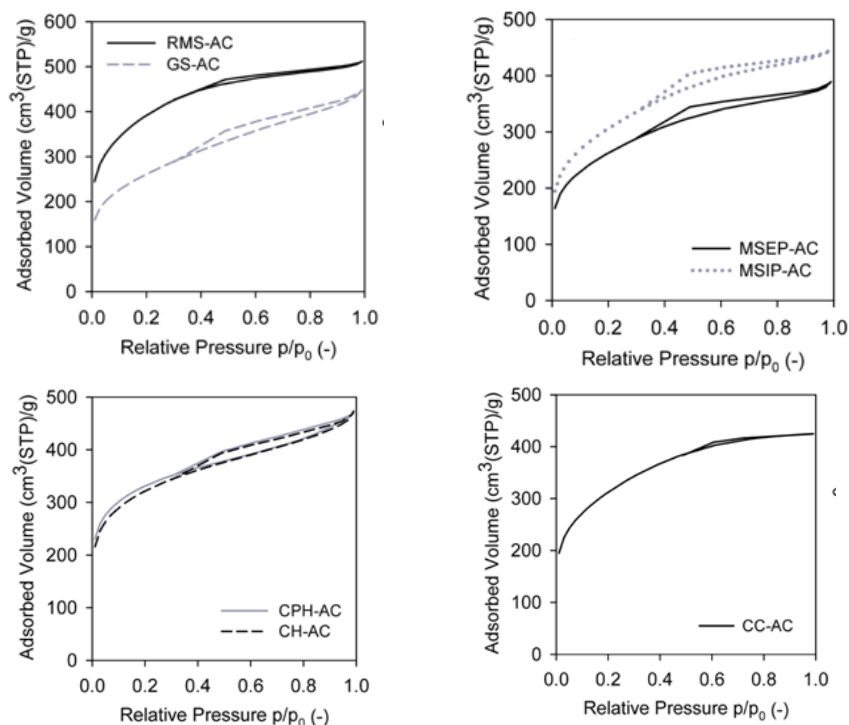 Adsorbed Volume (cm³(STP)/g)
600
500
400
300
200
100
0
RMS-AC
GS-AC
0.0 0.2 0.4 0.6 0.8 1.0
Relative Pressure p/p₀ (-)
Adsorbed Volume (cm³(STP)/g)
500
400
300
200
100
0
MSEP-AC
MSIP-AC
0.0 0.2 0.4 0.6 0.8 1.0
Relative Pressure p/p₀ (-)
Adsorbed Volume (cm³(STP)/g)
500
400
300
200
100
0
CPH-AC
CH-AC
0.0 0.2 0.4 0.6 0.8 1.0
Relative Pressure p/p₀ (-)
Adsorbed Volume (cm³(STP)/g)
500
400
300
200
100
0
CC-AC
0.0 0.2 0.4 0.6 0.8 1.0
Relative Pressure p/p₀ (-)